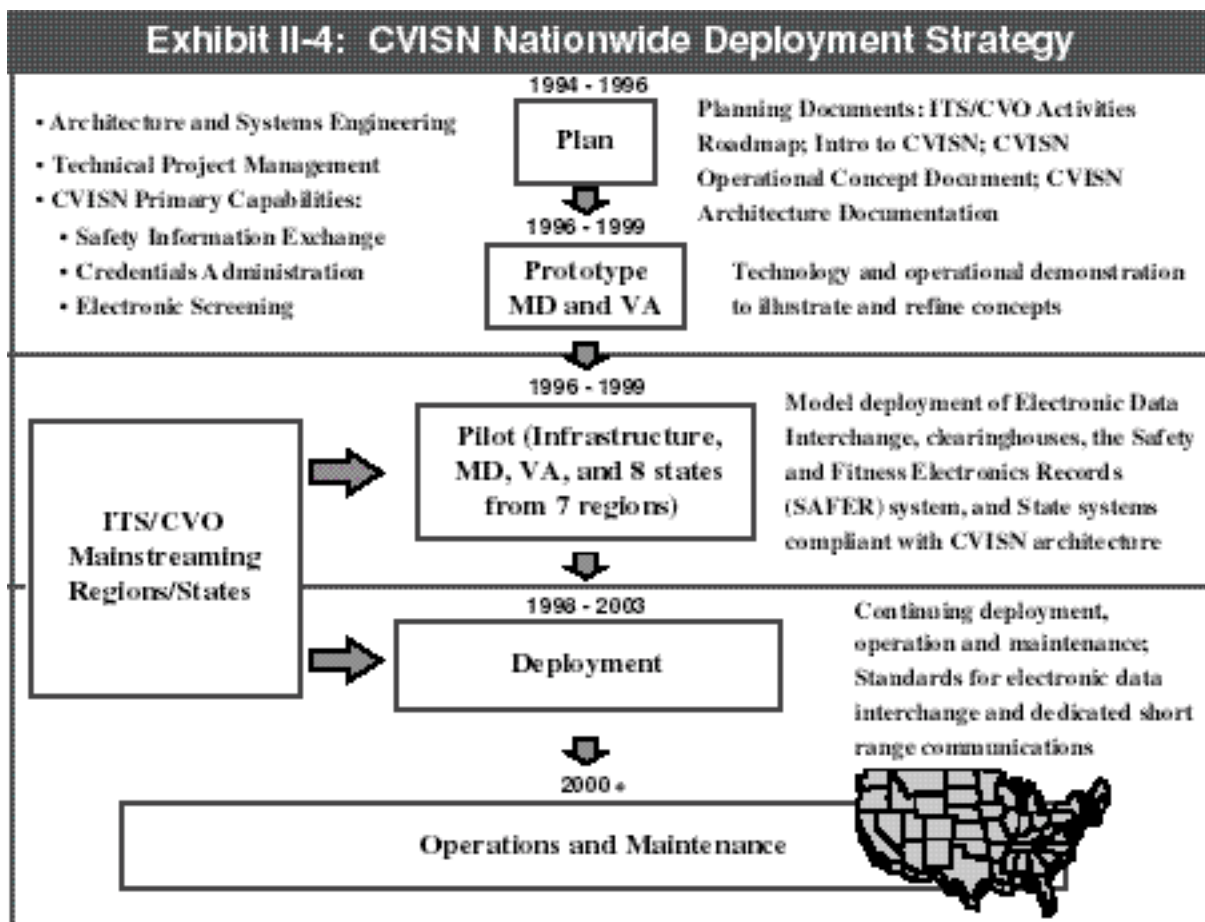 Exhibit II-4: CVISN Nationwide Deployment Strategy
• Architecture and Systems Engineering
• Technical Project Management
• CVISN Primary Capabilities:
• Safety Information Exchange
• Credentials Administration
• Electronic Screening
1994 - 1996
Plan
Planning Documents: ITS/CVO Activities
Roadmap; Intro to CVISN; CVISN
Operational Concept Document; CVISN
Architecture Documentation
1996 - 1999
Prototype
MD and VA
Technology and operational demonstration
to illustrate and refine concepts
ITS/CVO
Mainstreaming
Regions/States
1996 - 1999
Pilot (Infrastructure,
MD, VA, and 8 states
from 7 regions)
Model deployment of Electronic Data
Interchange, clearinghouses, the Safety
and Fitness Electronics Records
(SAFER) system, and State systems
compliant with CVISN architecture
1998 - 2003
Deployment
Continuing deployment,
operation and maintenance;
Standards for electronic data
interchange and dedicated short
range communications
2000 +
Operations and Maintenance